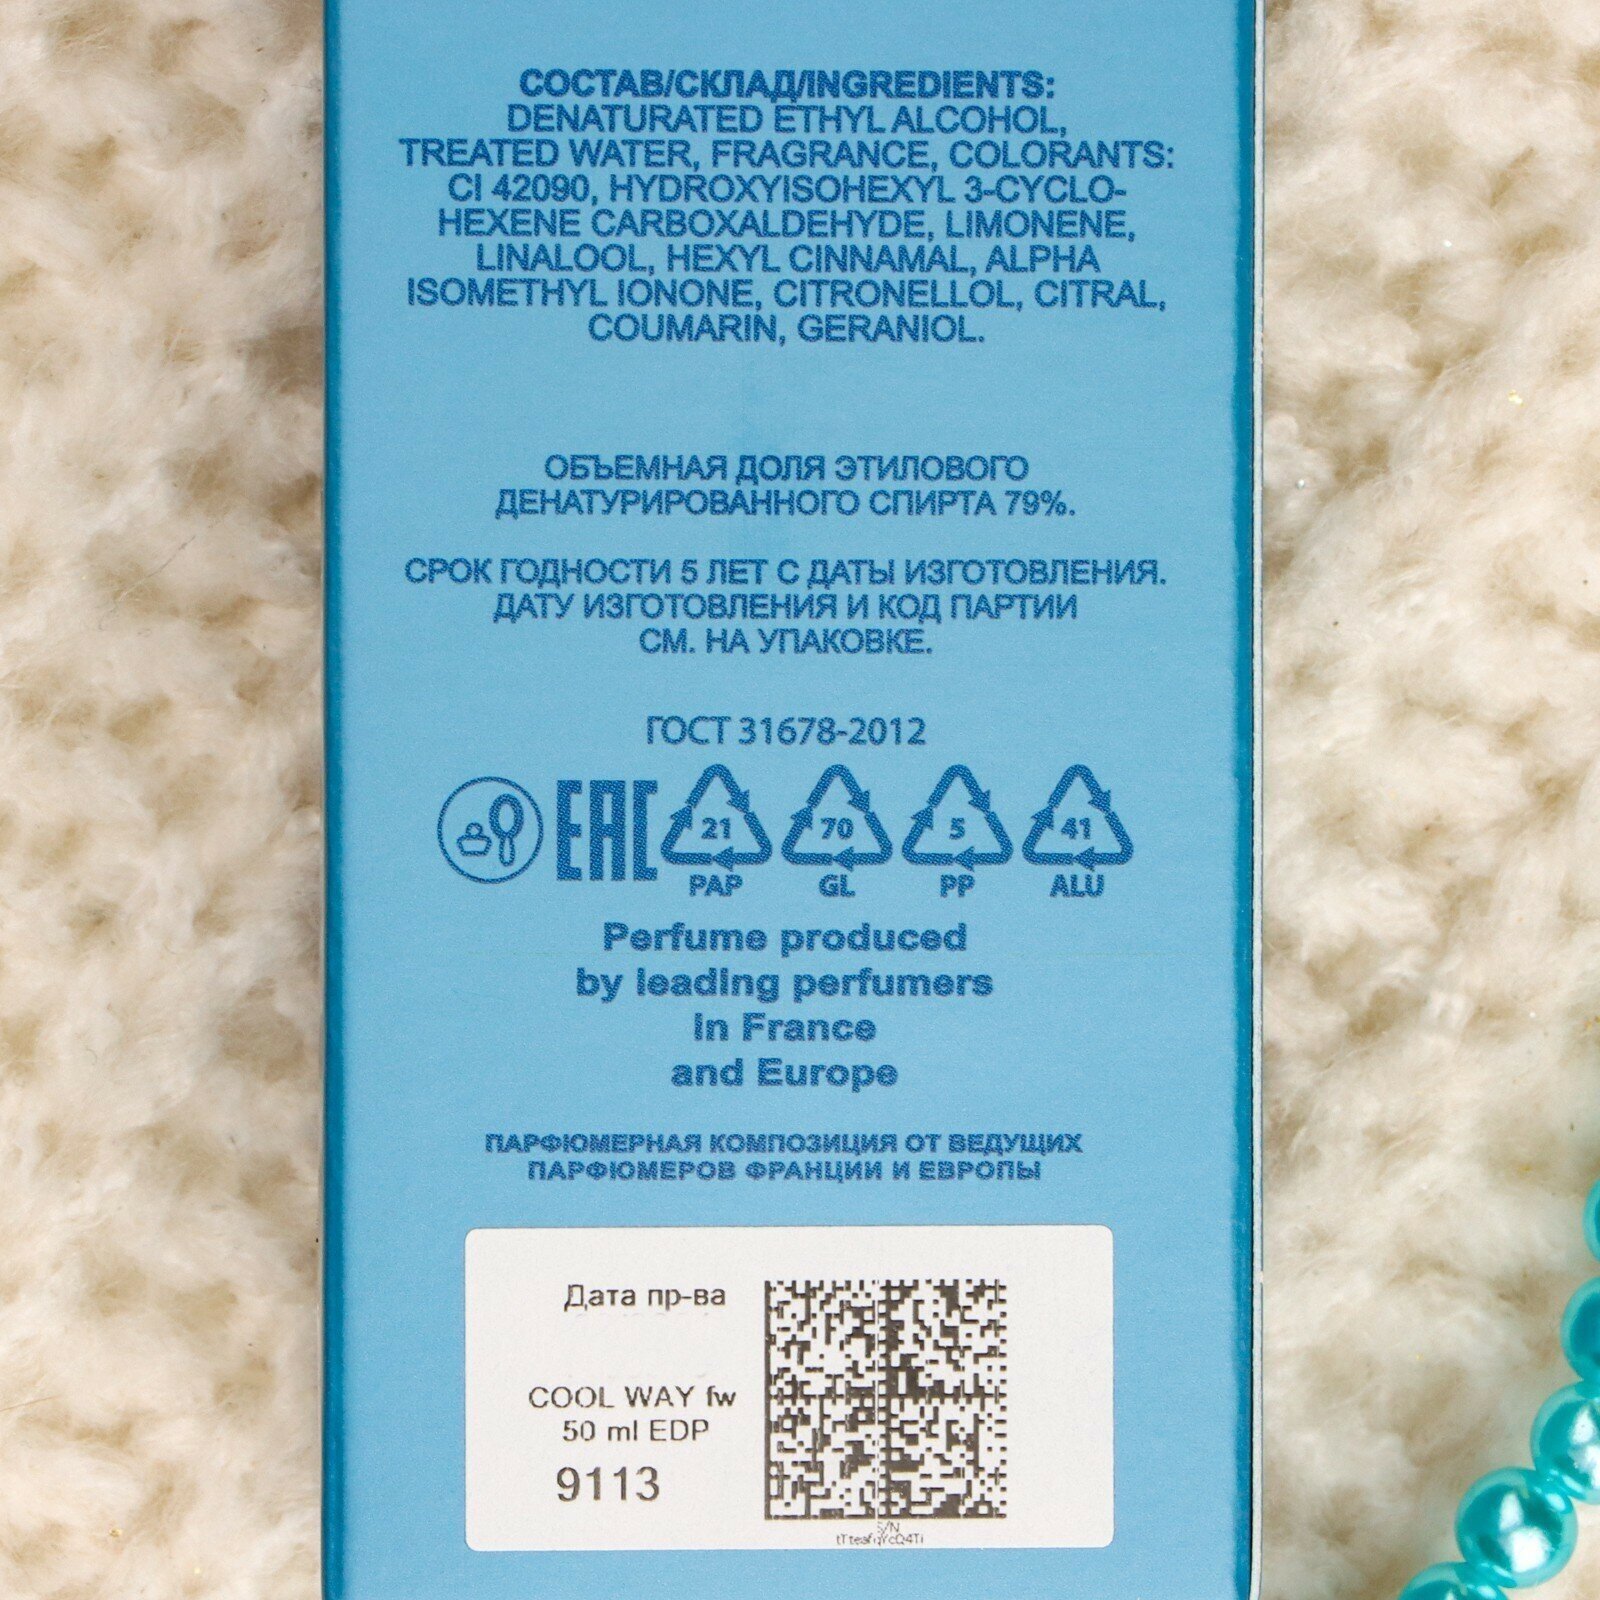 СОСТАВ/СКЛАД/INGREDIENTS:
DENATURATED ETHYL ALCOHOL,
TREATED WATER, FRAGRANCE, COLORANTS:
CI 42090, HYDROXYISOHEXYL 3-CYCLO-
HEXENE CARBOXALDEHYDE, LIMONENE,
LINALOOL, HEXYL CINNAMAL, ALPHA
ISOMETHYL IONONE, CITRONELLOL, CITRAL,
COUMARIN, GERANIOL.
ОБЪЕМНАЯ ДОЛЯ ЭТИЛОВОГО
ДЕНАТУРИРОВАННОГО СПИРТА 79%.
СРОК ГОДНОСТИ 5 ЛЕТ С ДАТЫ ИЗГОТОВЛЕНИЯ.
ДАТУ ИЗГОТОВЛЕНИЯ И КОД ПАРТИИ
СМ. НА УПАКОВКЕ.
ГОСТ 31678-2012
EAC 21 70 5 41
PAP GL PP ALU
Perfume produced
by leading perfumers
in France
and Europe
ПАРФЮМЕРНАЯ КОМПОЗИЦИЯ ОТ ВЕДУЩИХ
ПАРФЮМЕРОВ ФРАНЦИИ И ЕВРОПЫ
Дата пр-ва
COOL WAY fw
50 ml EDP
9113
S/N